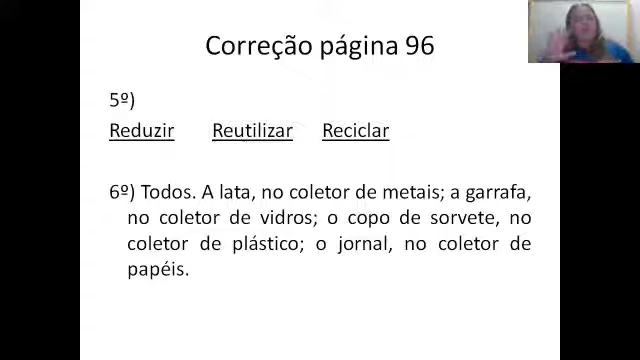 Correção página 96
5º)
Reduzir Reutilizar Reciclar
6º) Todos. A lata, no coletor de metais; a garrafa,
no coletor de vidros; o copo de sorvete, no
coletor de plástico; o jornal, no coletor de
papéis.